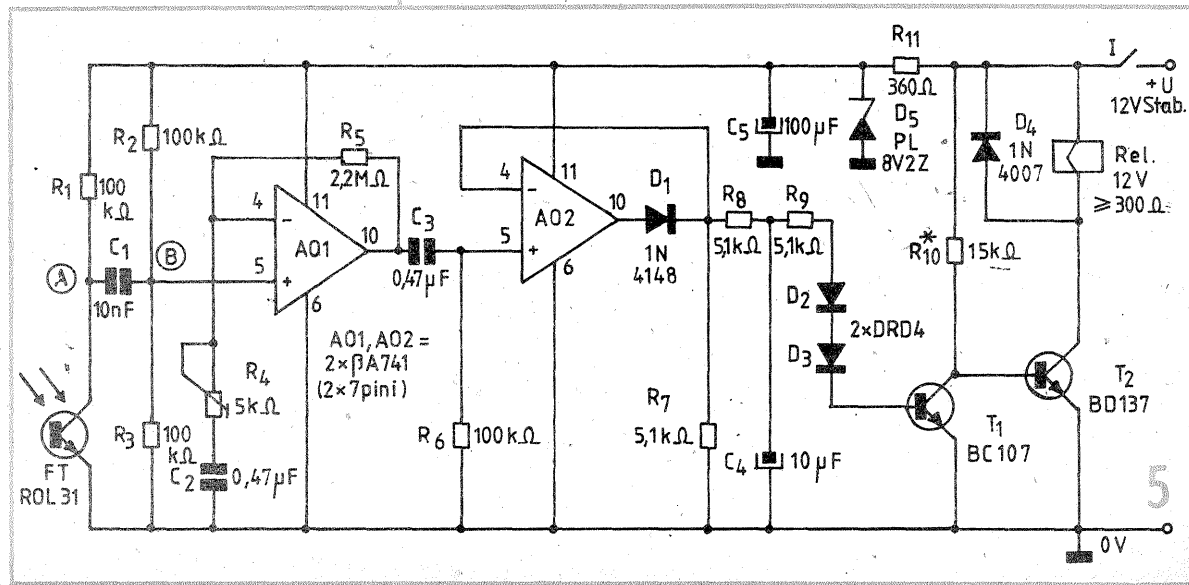 R11
360Ω
I
+U
12VStab.
R2
100kΩ
R5
2,2MΩ
C5
100μF
D5
PL
8V2Z
D4
1N
4007
Rel.
12V
≥300Ω
R1
100
kΩ
4
-
11
AO1
10
5
+
6
C3
0,47μF
4
-
11
AO2
10
5
+
6
D1
1N
4148
R8
5,1kΩ
R9
5,1kΩ
R10*
15kΩ
A
C1
10nF
B
AO1, AO2 =
2×βA741
(2×7pini)
D2
2×DRD4
D3
R4
5kΩ
T2
BD137
FT
ROL31
R3
100
kΩ
C2
0,47μF
R6
100kΩ
R7
5,1kΩ
C4
10μF
T1
BC107
5
0V